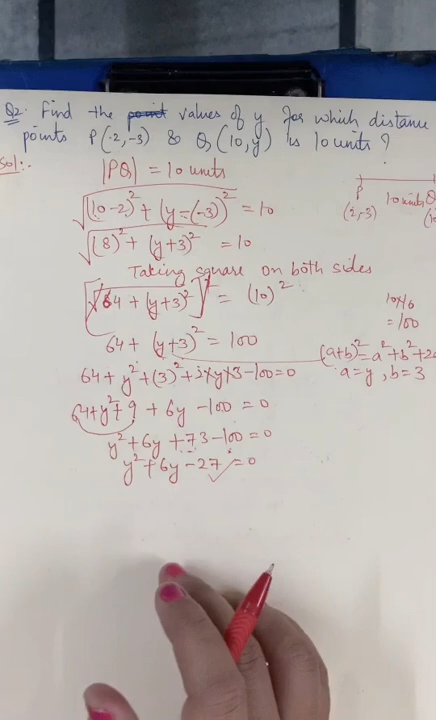 Q2. Find the point values of y for which distance
points P(2,-3) & Q(10,y) is 10 units?
Sol:-
|PQ| = 10 units
√(10-2)² + (y-(-3))² = 10
√(8)² + (y+3)² = 10
P 10 units Q
(2,-3) (10
Taking square on both sides
[√64 + (y+3)²]² = (10)²
10×10
=100
64 + (y+3)² = 100
(a+b)² = a² + b² + 2a
a=y, b=3
64 + y² + (3)² + 2×y×3 - 100 = 0
64 + y² + 9 + 6y - 100 = 0
y² + 6y + 73 - 100 = 0
y² + 6y - 27 = 0